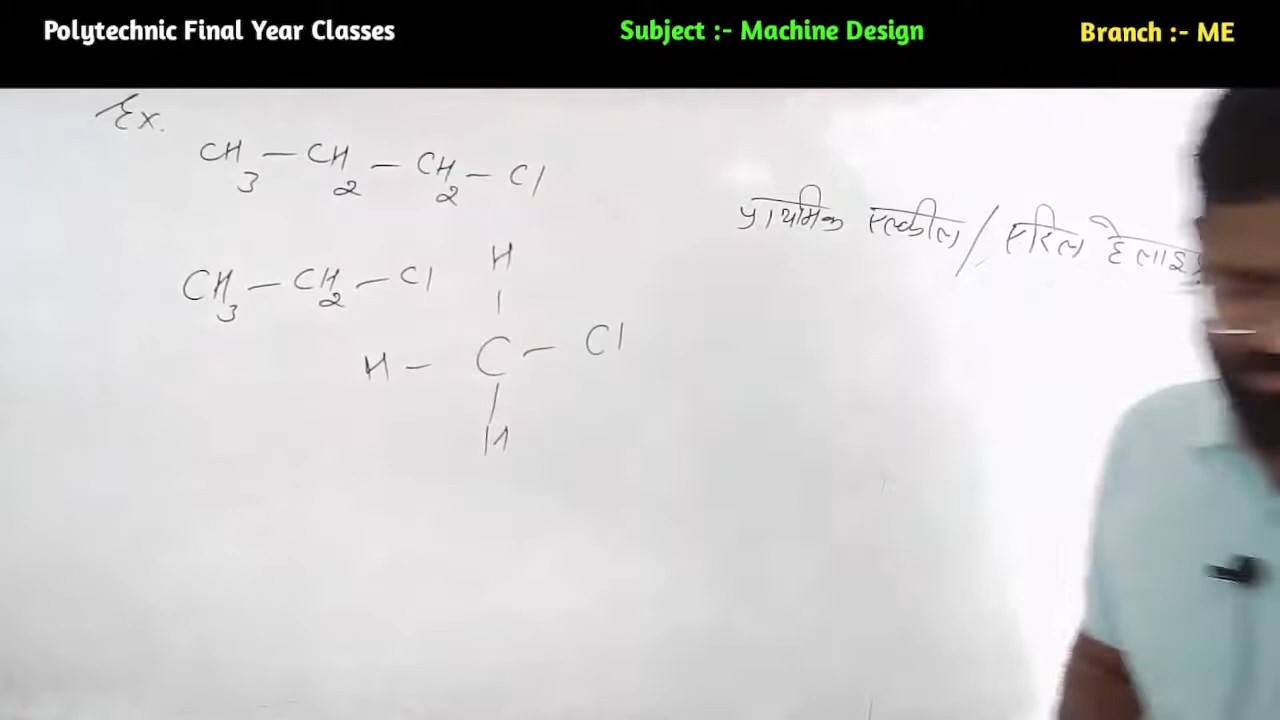 Polytechnic Final Year Classes
Subject :- Machine Design
Branch :- ME
Ex.
CH3 — CH2 — CH2 — Cl
प्राथमिक एल्कील / एरिल हैलाइड
CH3 — CH2 — Cl
H
|
H — C — Cl
|
H